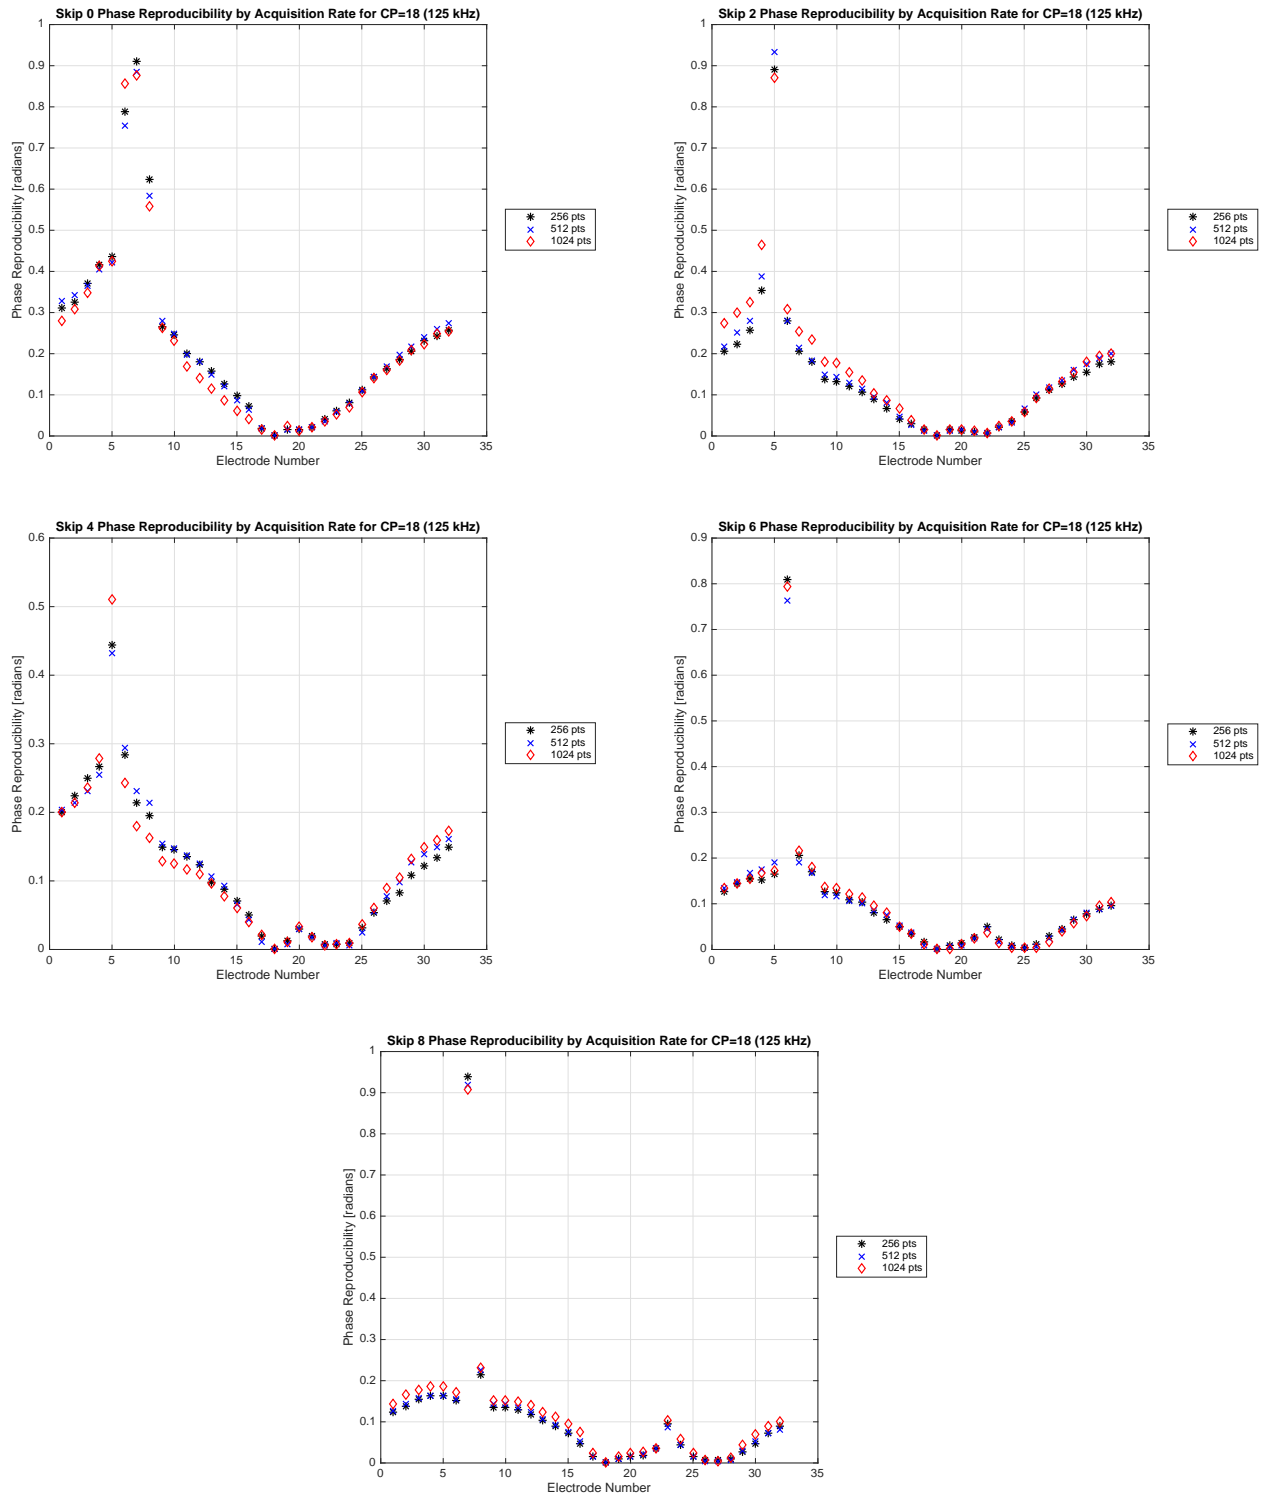 Skip 0 Phase Reproducibility by Acquisition Rate for CP=18 (125 kHz)
1
0.9
0.8
0.7
0.6
0.5
0.4
0.3
0.2
0.1
0
0 5 10 15 20 25 30 35
Phase Reproducibility [radians]
Electrode Number
256 pts
512 pts
1024 pts
Skip 2 Phase Reproducibility by Acquisition Rate for CP=18 (125 kHz)
1
0.9
0.8
0.7
0.6
0.5
0.4
0.3
0.2
0.1
0
0 5 10 15 20 25 30 35
Phase Reproducibility [radians]
Electrode Number
256 pts
512 pts
1024 pts
Skip 4 Phase Reproducibility by Acquisition Rate for CP=18 (125 kHz)
0.6
0.5
0.4
0.3
0.2
0.1
0
0 5 10 15 20 25 30 35
Phase Reproducibility [radians]
Electrode Number
256 pts
512 pts
1024 pts
Skip 6 Phase Reproducibility by Acquisition Rate for CP=18 (125 kHz)
0.9
0.8
0.7
0.6
0.5
0.4
0.3
0.2
0.1
0
0 5 10 15 20 25 30 35
Phase Reproducibility [radians]
Electrode Number
256 pts
512 pts
1024 pts
Skip 8 Phase Reproducibility by Acquisition Rate for CP=18 (125 kHz)
1
0.9
0.8
0.7
0.6
0.5
0.4
0.3
0.2
0.1
0
0 5 10 15 20 25 30 35
Phase Reproducibility [radians]
Electrode Number
256 pts
512 pts
1024 pts